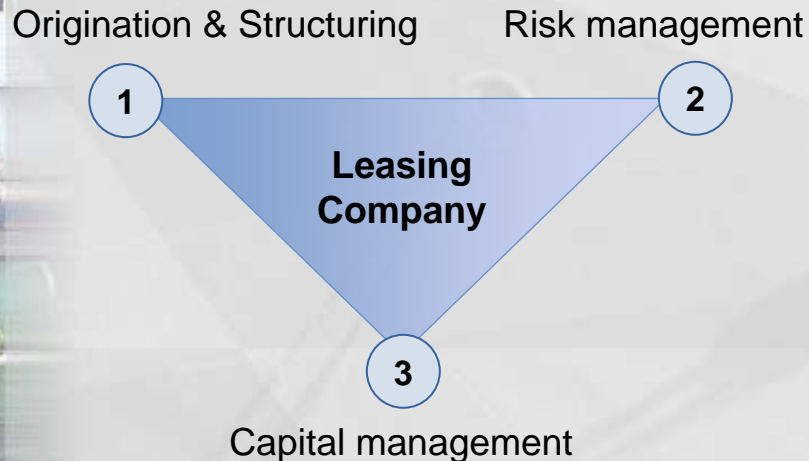 Origination & Structuring
Risk management
1
2
Leasing
Company
3
Capital management